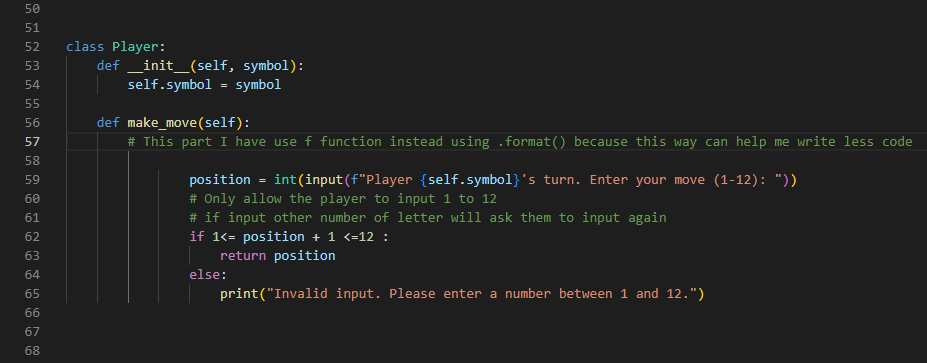 50
51
52 class Player:
53 def __init__(self, symbol):
54 self.symbol = symbol
55
56 def make_move(self):
57 # This part I have use f function instead using .format() because this way can help me write less code
58
59 position = int(input(f"Player {self.symbol}'s turn. Enter your move (1-12): "))
60 # Only allow the player to input 1 to 12
61 # if input other number of letter will ask them to input again
62 if 1<= position + 1 <=12 :
63 return position
64 else:
65 print("Invalid input. Please enter a number between 1 and 12.")
66
67
68